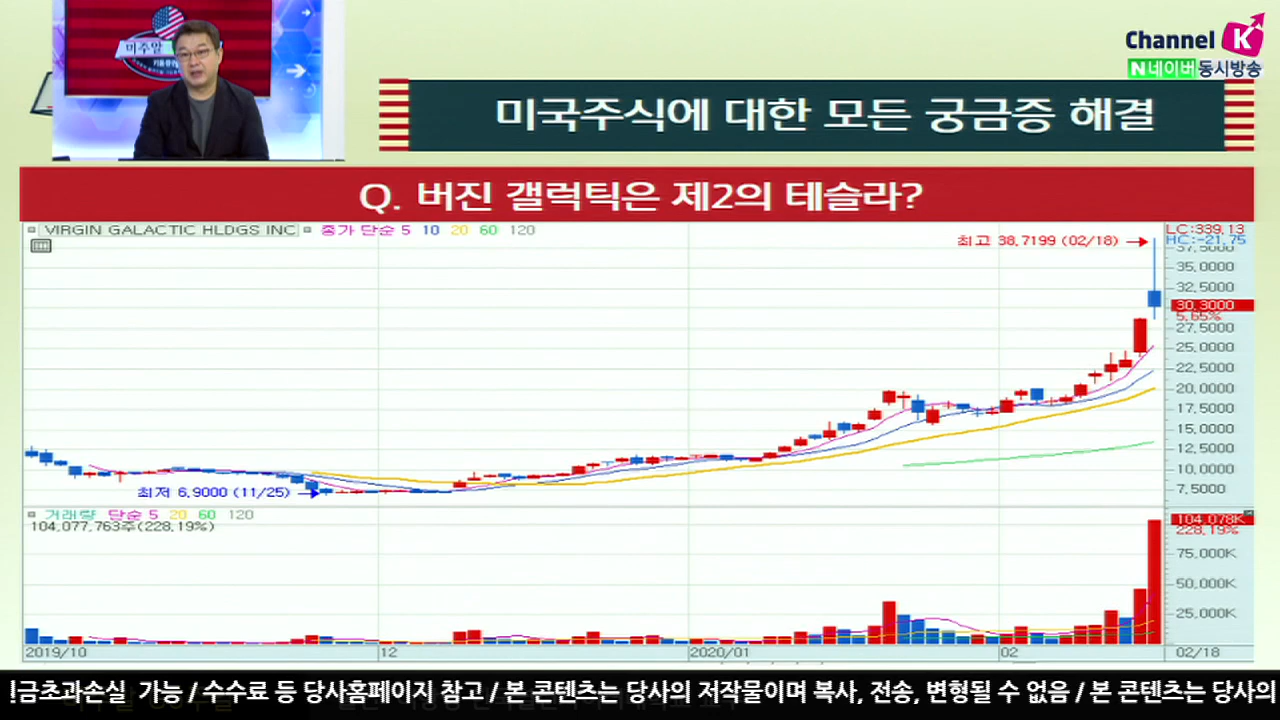 미주알
Channel K
N 네이버 동시방송
미국주식에 대한 모든 궁금증 해결
Q. 버진 갤럭틱은 제2의 테슬라?
VIRGIN GALACTIC HLDGS INC 종가 단순 5 10 20 60 120
최고 38,7199 (02/18)
LC:339,13
HC:-21,75
37,5000
35,0000
32,5000
30,3000
5,65%
27,5000
25,0000
22,5000
20,0000
17,5000
15,0000
12,5000
10,0000
7,5000
최저 6,9000 (11/25)
거래량 단순 5 20 60 120
104,077,763주(228,19%)
104,078K
228,19%
75,000K
50,000K
25,000K
2019/10 12 2020/01 02 02/18
금초과손실 가능 / 수수료 등 당사홈페이지 참고 / 본 콘텐츠는 당사의 저작물이며 복사, 전송, 변형될 수 없음 / 본 콘텐츠는 당사의